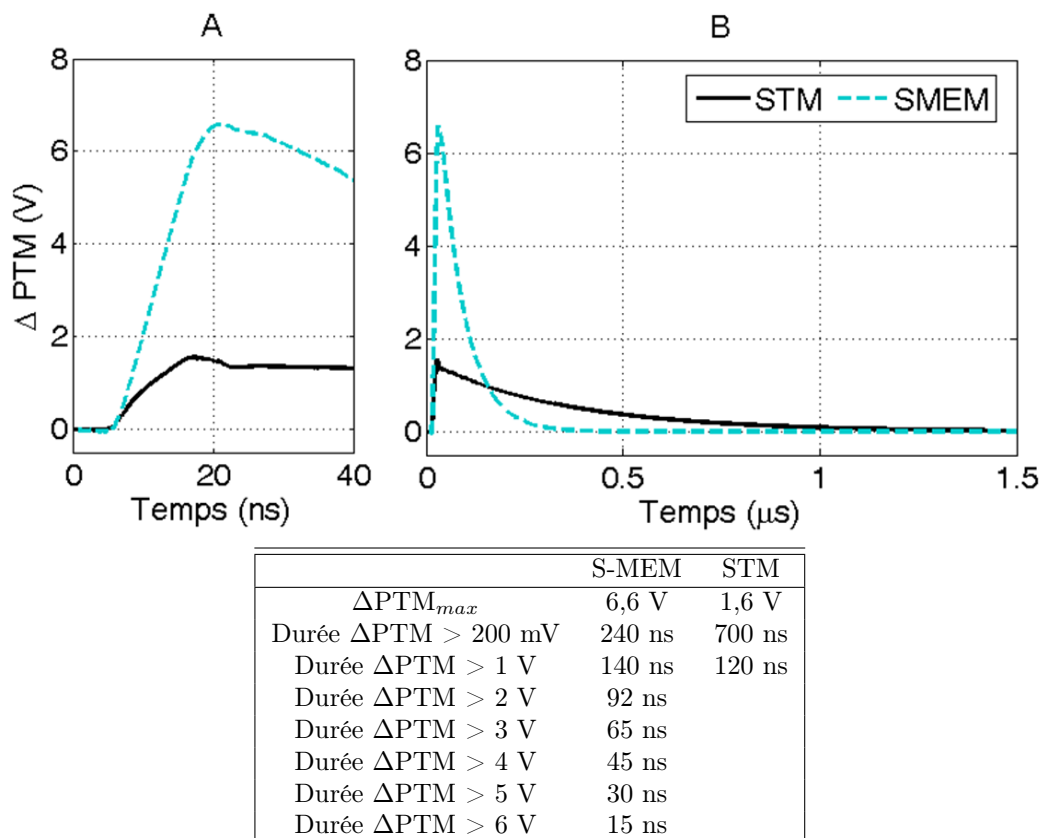 A
B
8
6
4
2
0
Δ PTM (V)
0
20
40
Temps (ns)
8
6
4
2
0
STM
SMEM
0
0.5
1
1.5
Temps (μs)
S-MEM STM
ΔPTMmax 6,6 V 1,6 V
Durée ΔPTM > 200 mV 240 ns 700 ns
Durée ΔPTM > 1 V 140 ns 120 ns
Durée ΔPTM > 2 V 92 ns
Durée ΔPTM > 3 V 65 ns
Durée ΔPTM > 4 V 45 ns
Durée ΔPTM > 5 V 30 ns
Durée ΔPTM > 6 V 15 ns